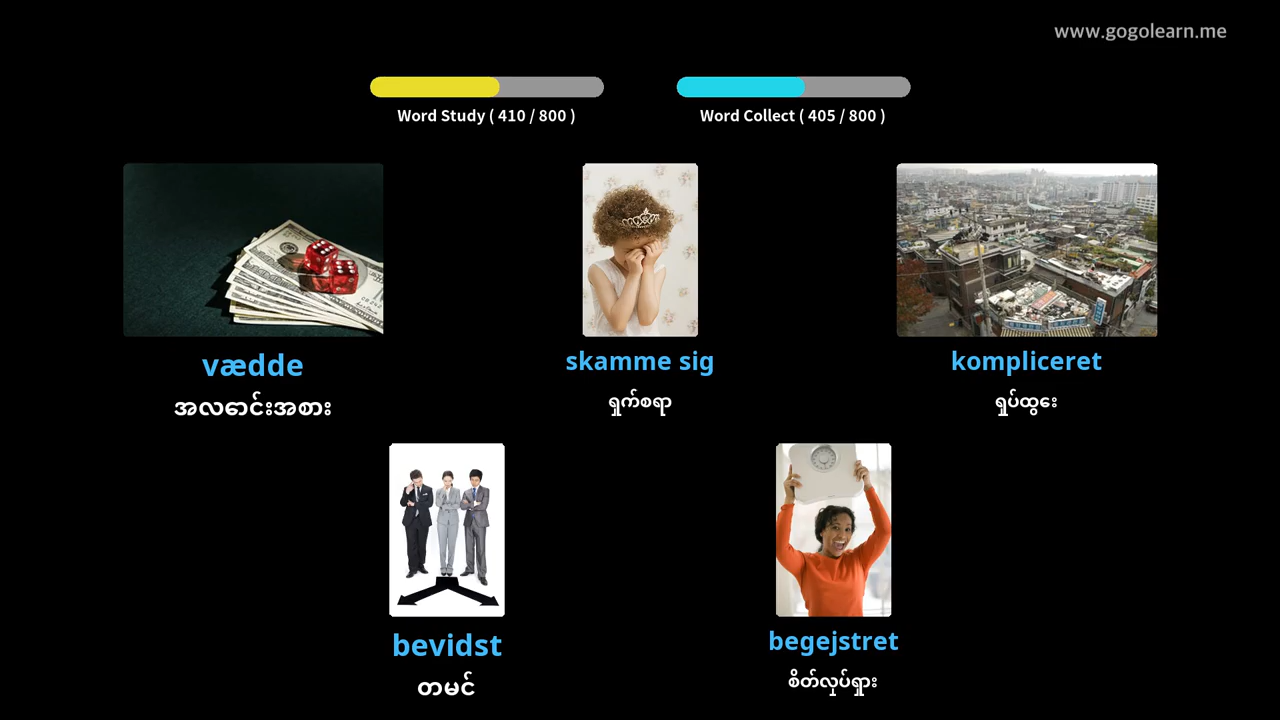 www.gogolearn.me
Word Study ( 410 / 800 )
Word Collect ( 405 / 800 )
vædde
အလောင်းအစား
skamme sig
ရှက်စရာ
kompliceret
ရှုပ်ထွေး
bevidst
တမင်
begejstret
စိတ်လှုပ်ရှား